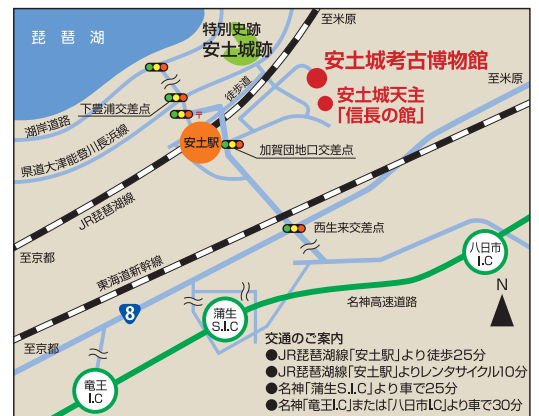 琵琶湖
特別史跡
安土城跡
至米原
安土城考古博物館
至米原
安土城天主
「信長の館」
下豊浦交差点
徒歩道
湖岸道路
〒
県道大津能登川長浜線
安土駅
加賀団地口交差点
JR琵琶湖線
西生来交差点
至京都
東海道新幹線
八日市
I.C
N
8
蒲生
S.I.C
名神高速道路
至京都
竜王
I.C
交通のご案内
●JR琵琶湖線「安土駅」より徒歩25分
●JR琵琶湖線「安土駅」よりレンタサイクル10分
●名神「蒲生S.I.C」より車で25分
●名神「竜王I.C」または「八日市I.C」より車で30分